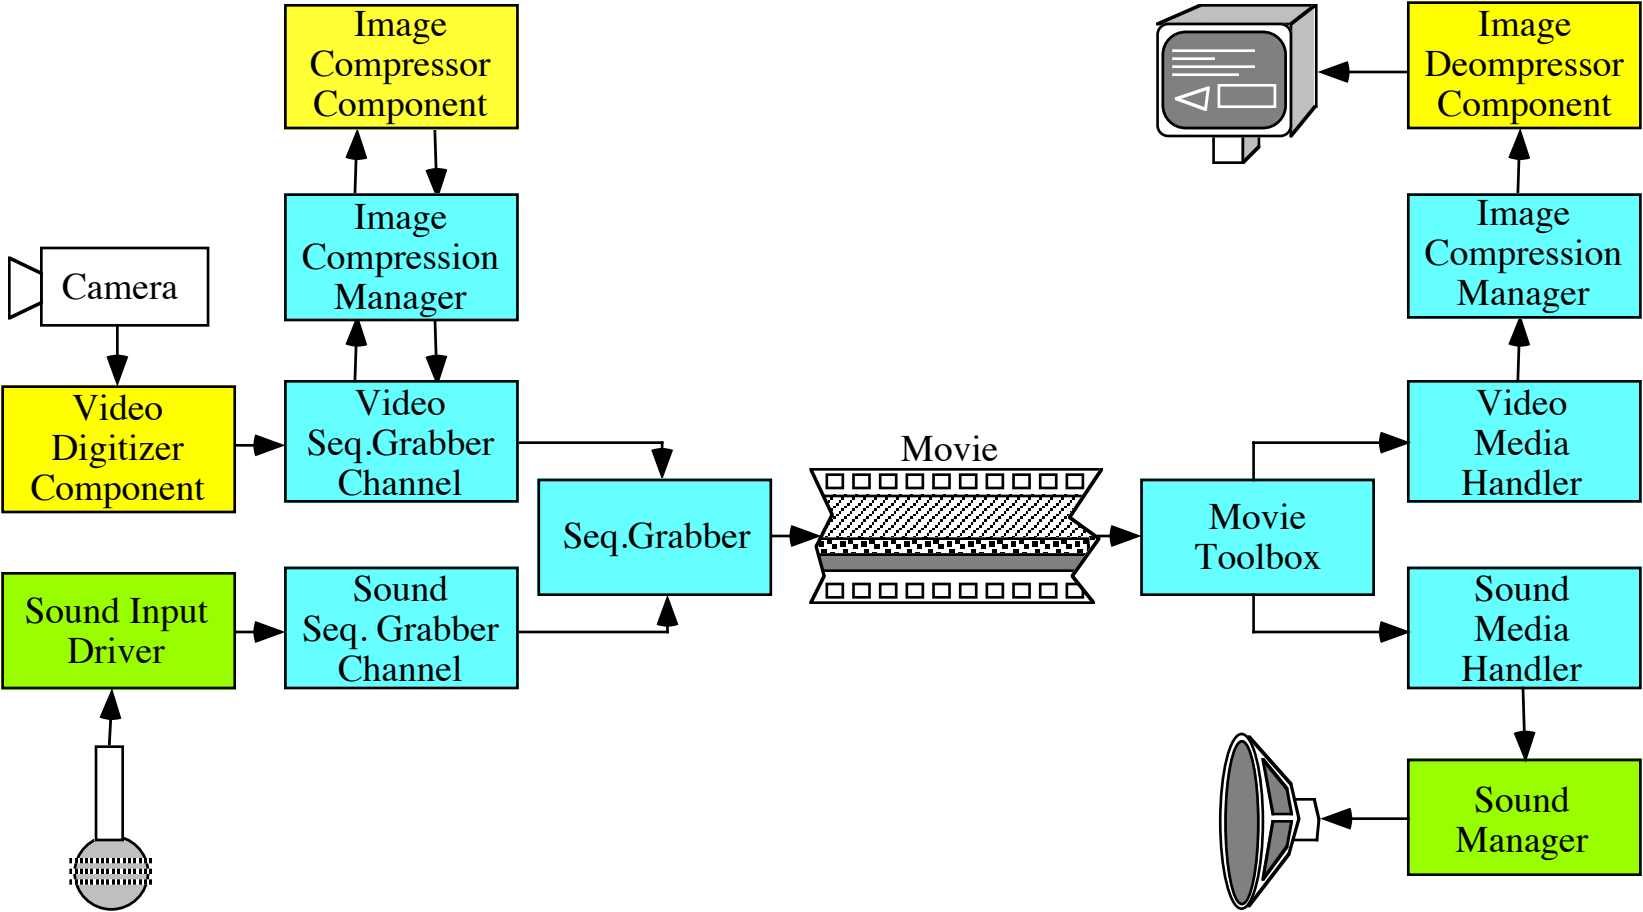 Image
Compressor
Component
Image
Compression
Manager
Camera
Video
Digitizer
Component
Video
Seq.Grabber
Channel
Sound Input
Driver
Sound
Seq. Grabber
Channel
Seq.Grabber
Movie
Movie
Toolbox
Image
Deompressor
Component
Image
Compression
Manager
Video
Media
Handler
Sound
Media
Handler
Sound
Manager